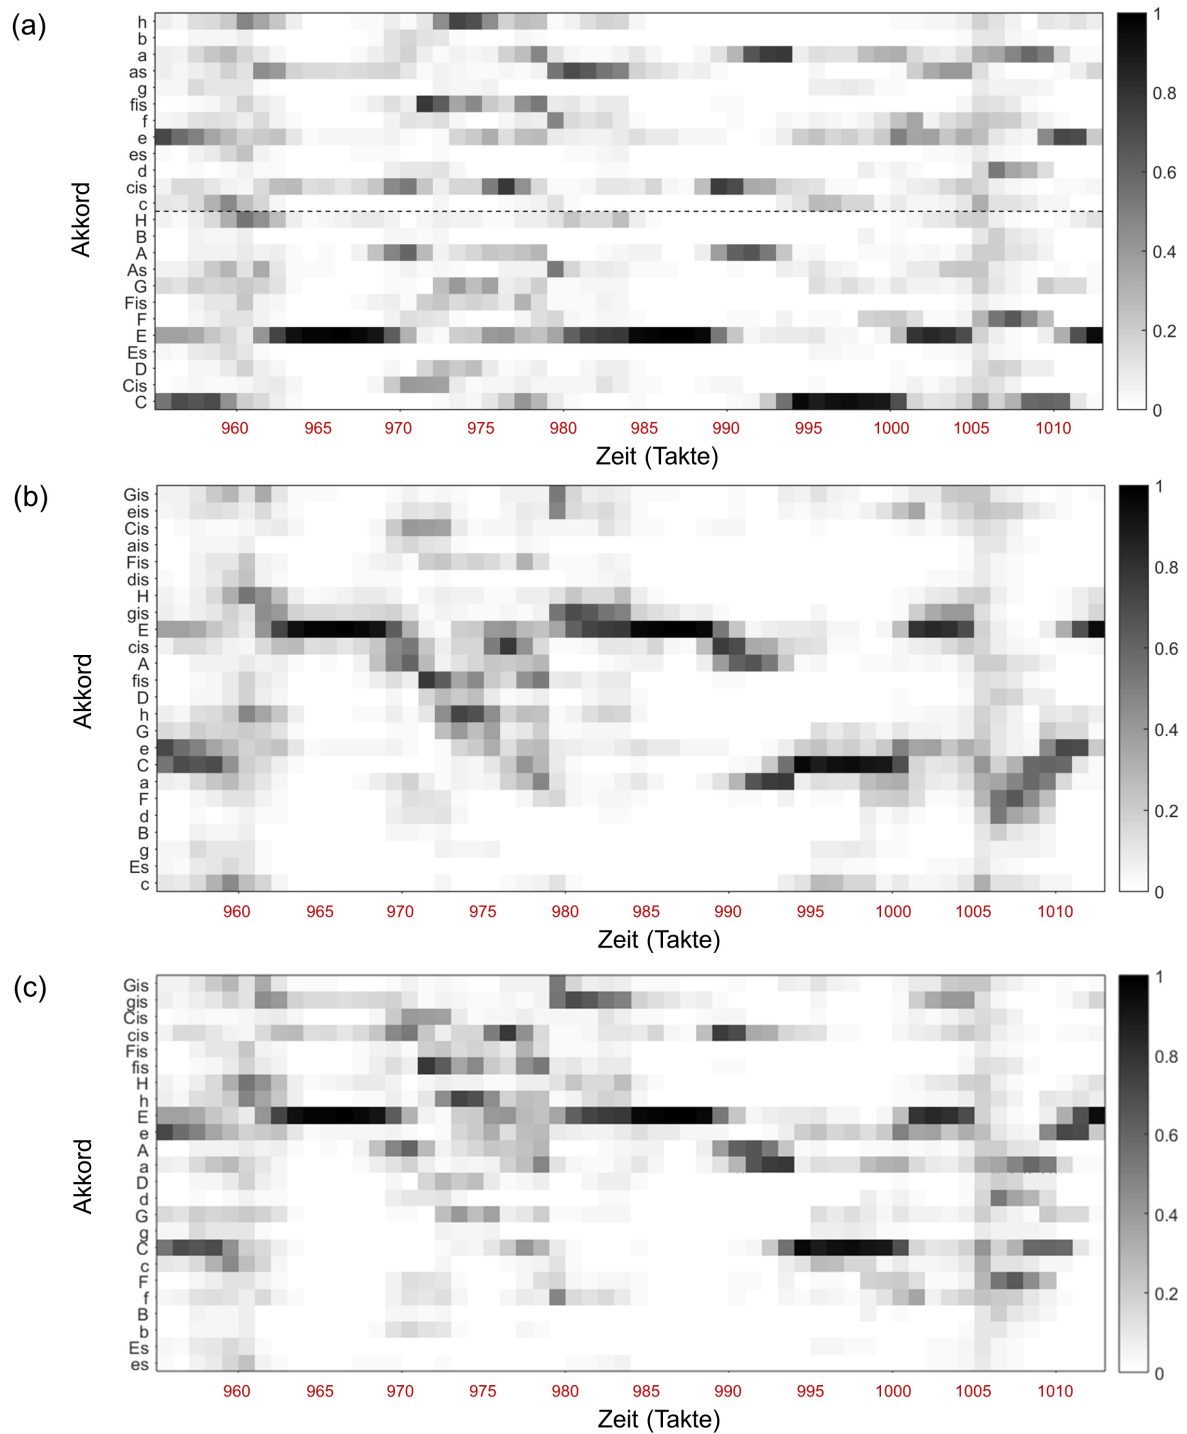 (a)
Akkord
h
b
a
as
g
fis
f
e
es
d
cis
c
H
B
A
As
G
Fis
F
E
Es
D
Cis
C
960 965 970 975 980 985 990 995 1000 1005 1010
Zeit (Takte)
1
0.8
0.6
0.4
0.2
0
(b)
Akkord
Gis
eis
Cis
ais
Fis
dis
H
gis
E
cis
A
fis
D
h
G
e
C
a
F
d
B
g
Es
c
960 965 970 975 980 985 990 995 1000 1005 1010
Zeit (Takte)
1
0.8
0.6
0.4
0.2
0
(c)
Akkord
Gis
gis
Cis
cis
Fis
fis
H
h
E
e
A
a
D
d
G
g
C
c
F
f
B
b
Es
es
960 965 970 975 980 985 990 995 1000 1005 1010
Zeit (Takte)
1
0.8
0.6
0.4
0.2
0